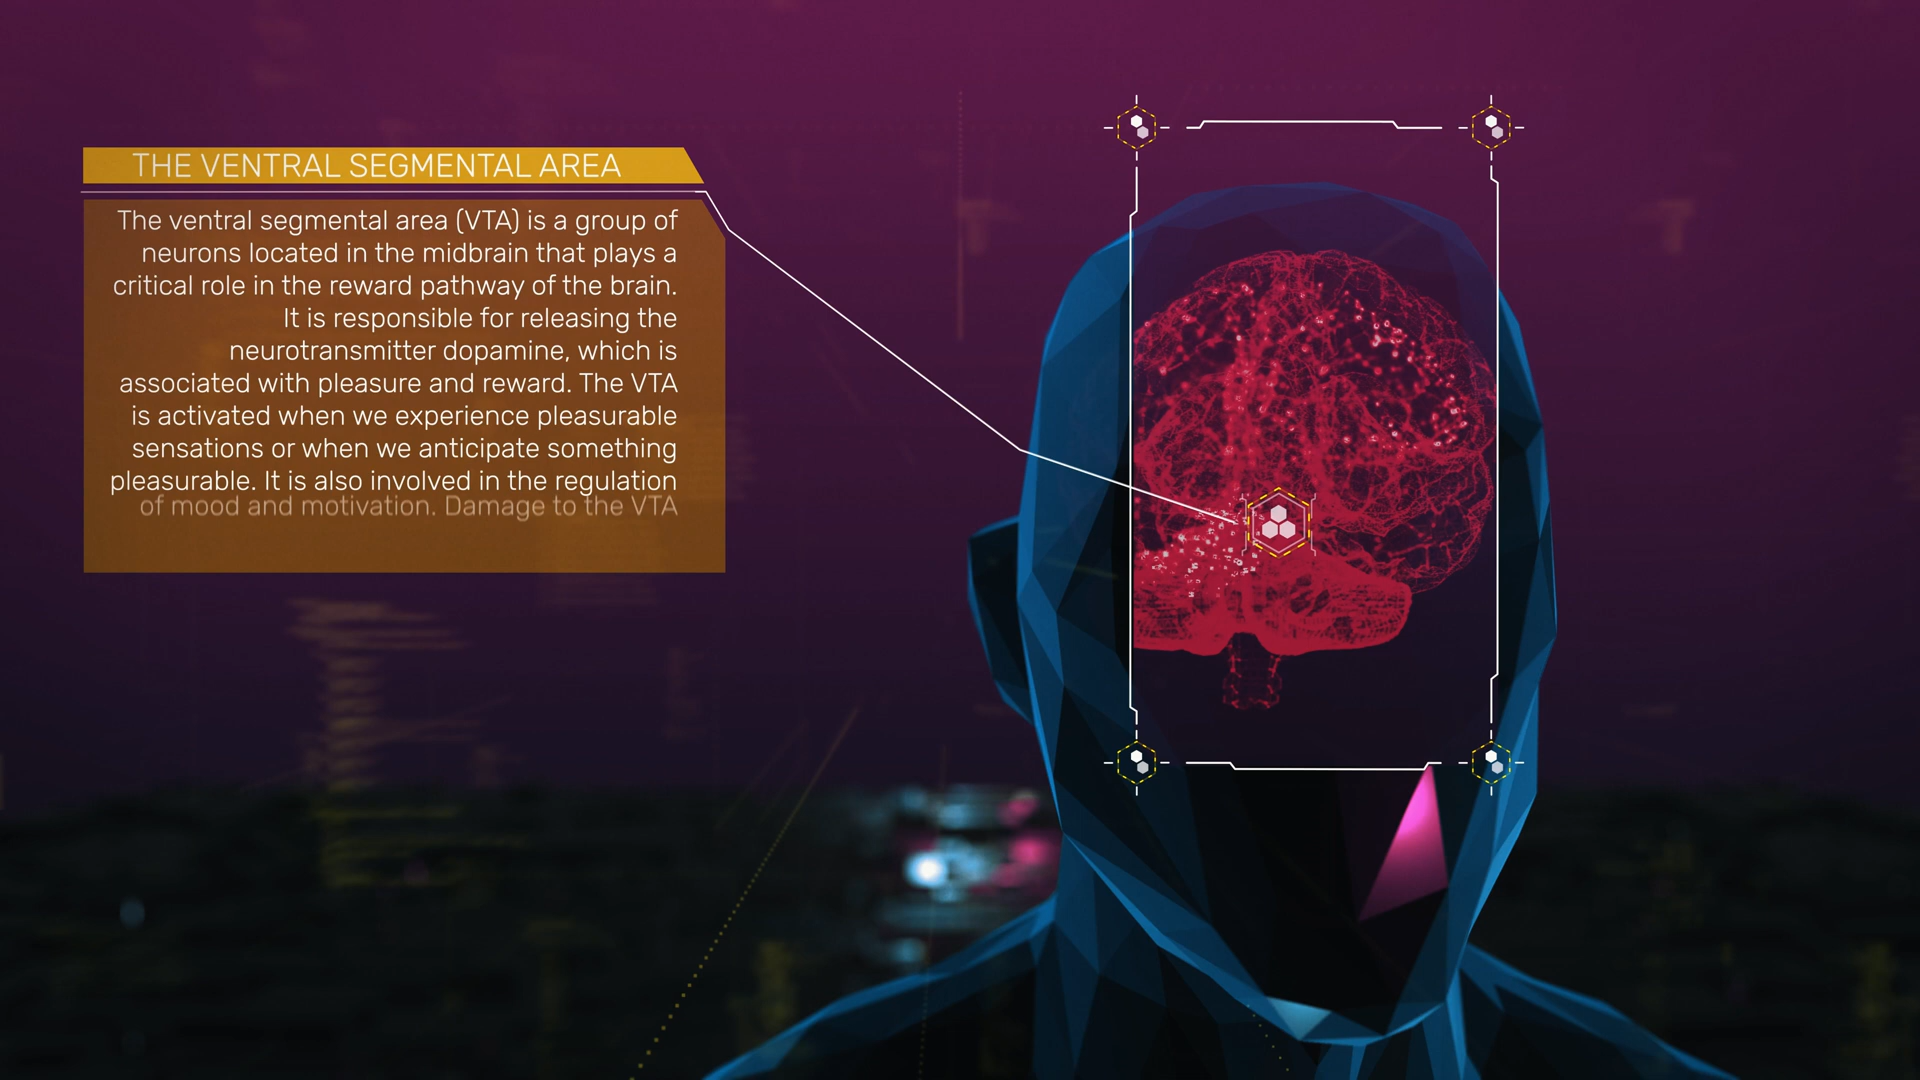 THE VENTRAL SEGMENTAL AREA
The ventral segmental area (VTA) is a group of
neurons located in the midbrain that plays a
critical role in the reward pathway of the brain.
It is responsible for releasing the
neurotransmitter dopamine, which is
associated with pleasure and reward. The VTA
is activated when we experience pleasurable
sensations or when we anticipate something
pleasurable. It is also involved in the regulation
of mood and motivation. Damage to the VTA